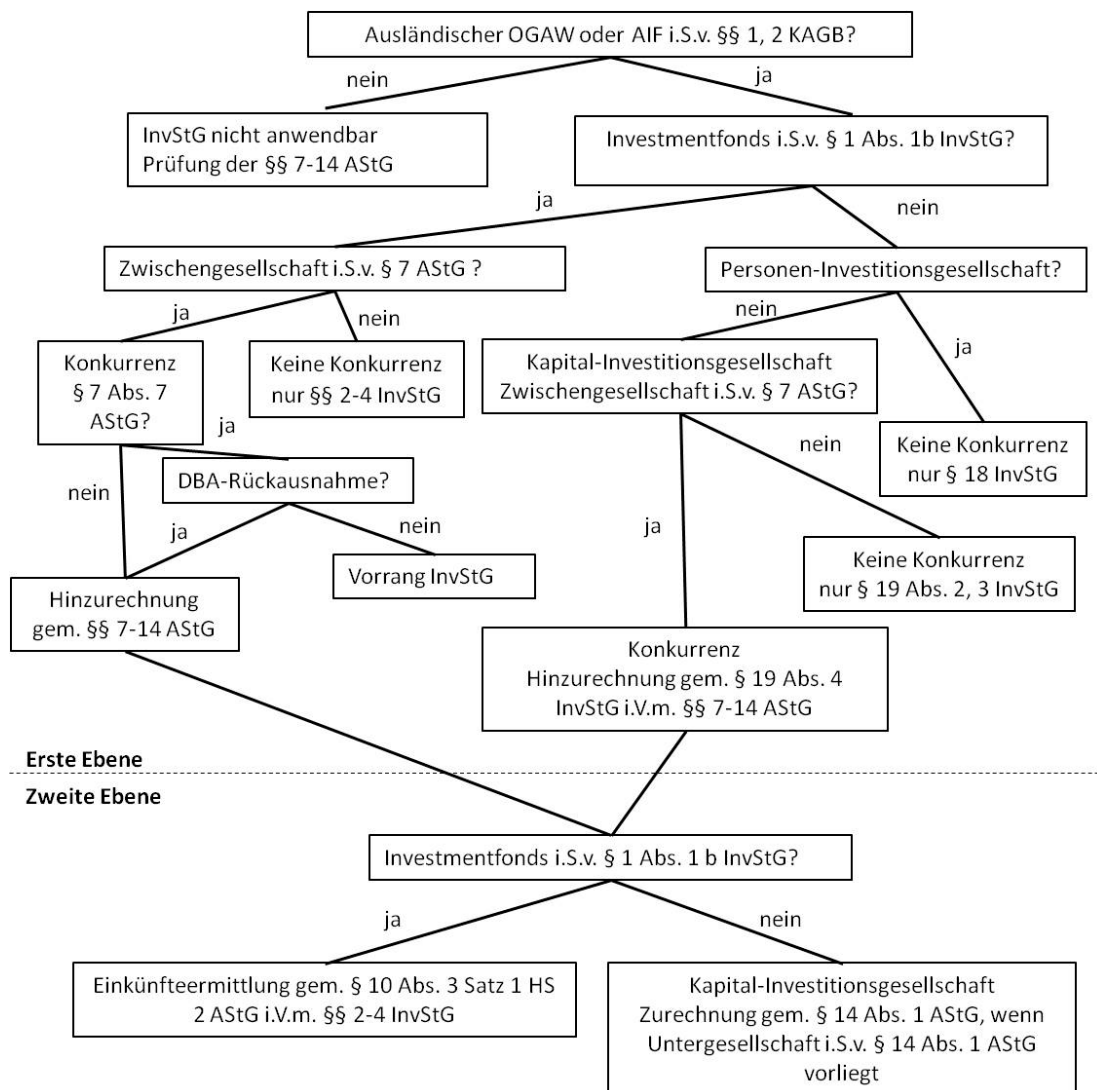 Ausländischer OGAW oder AIF i.S.v. §§ 1, 2 KAGB?
nein
ja
InvStG nicht anwendbar
Prüfung der §§ 7-14 AStG
Investmentfonds i.S.v. § 1 Abs. 1b InvStG?
ja
nein
Zwischengesellschaft i.S.v. § 7 AStG ?
Personen-Investitionsgesellschaft?
ja
nein
nein
ja
Konkurrenz
§ 7 Abs. 7
AStG?
Keine Konkurrenz
nur §§ 2-4 InvStG
Kapital-Investitionsgesellschaft
Zwischengesellschaft i.S.v. § 7 AStG?
Keine Konkurrenz
nur § 18 InvStG
ja
nein
DBA-Rückausnahme?
nein
ja
nein
ja
Vorrang InvStG
Keine Konkurrenz
nur § 19 Abs. 2, 3 InvStG
Hinzurechnung
gem. §§ 7-14 AStG
Konkurrenz
Hinzurechnung gem. § 19 Abs. 4
InvStG i.V.m. §§ 7-14 AStG
Erste Ebene
Zweite Ebene
Investmentfonds i.S.v. § 1 Abs. 1 b InvStG?
ja
nein
Einkünfteermittlung gem. § 10 Abs. 3 Satz 1 HS
2 AStG i.V.m. §§ 2-4 InvStG
Kapital-Investitionsgesellschaft
Zurechnung gem. § 14 Abs. 1 AStG, wenn
Untergesellschaft i.S.v. § 14 Abs. 1 AStG
vorliegt